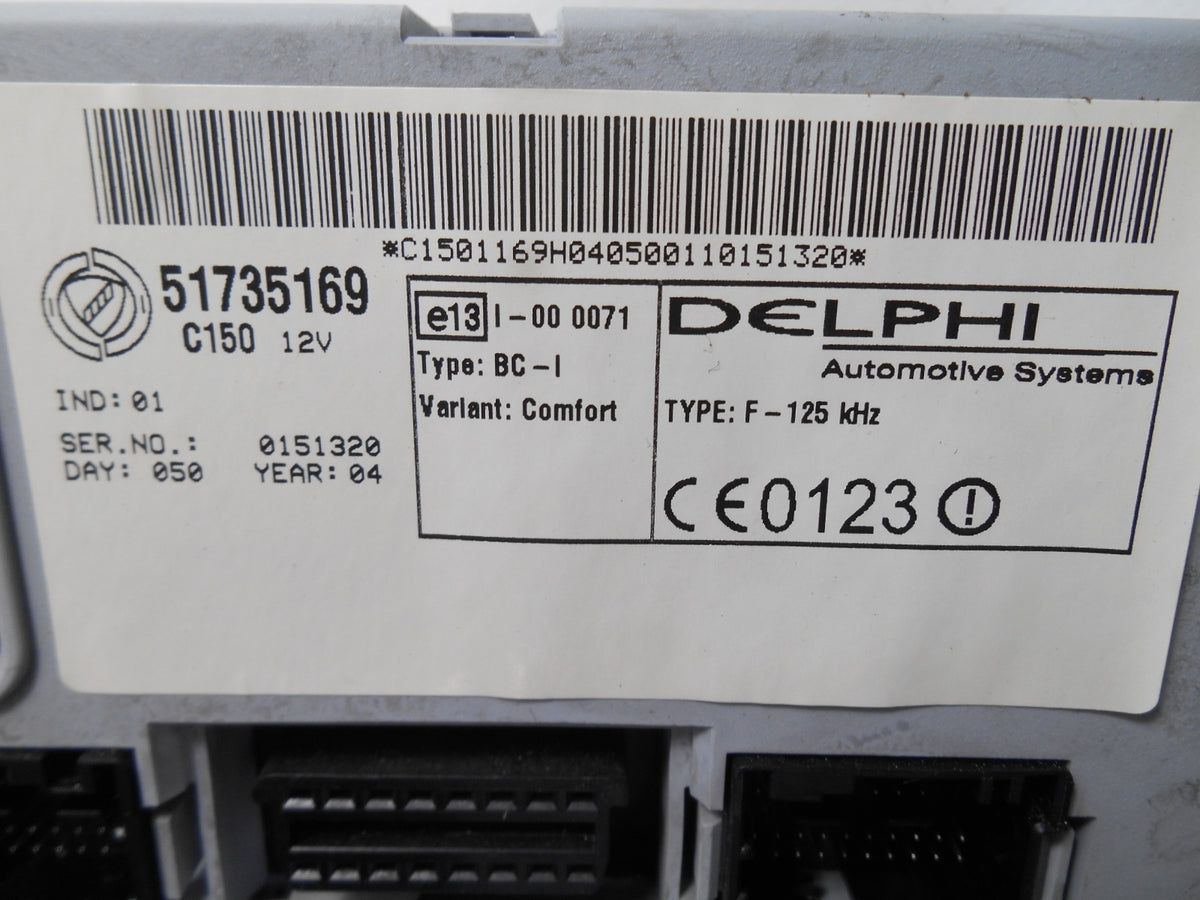 *C1501169H040500110151320*
51735169
C150 12V
IND: 01
SER.NO.: 0151320
DAY: 050 YEAR: 04
e13 I-00 0071
Type: BC-I
Variant: Comfort
DELPHI
Automotive Systems
TYPE: F-125 kHz
CE0123